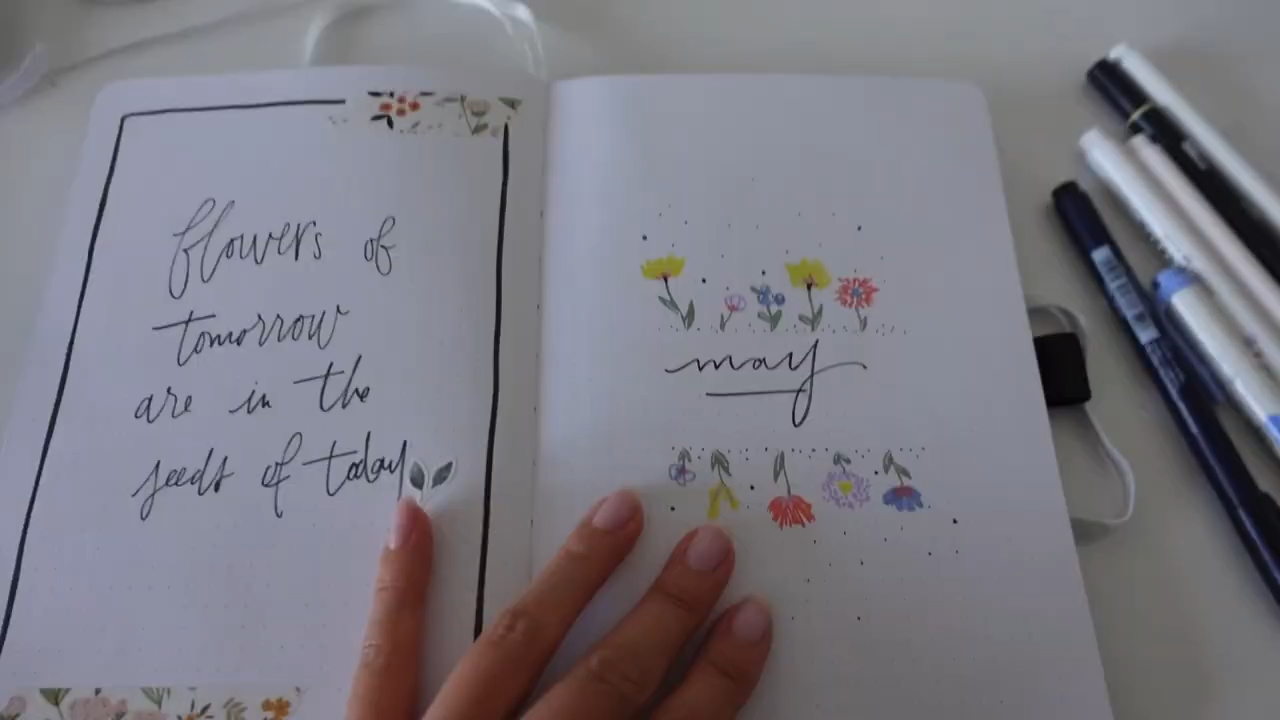 flowers of
tomorrow
are in the
seeds of today
may